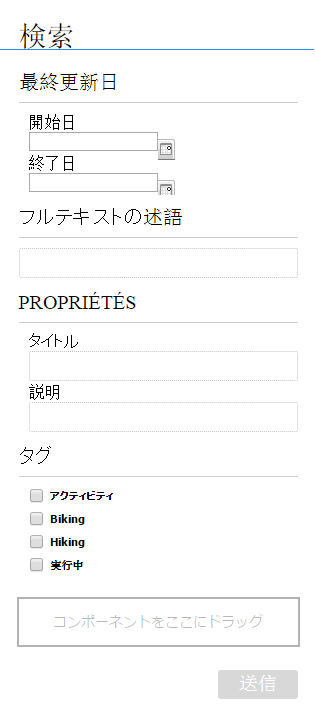 検索
最終更新日
開始日
終了日
フルテキストの述語
PROPRIÉTÉS
タイトル
説明
タグ
アクティビティ
Biking
Hiking
実行中
コンポーネントをここにドラッグ
送信